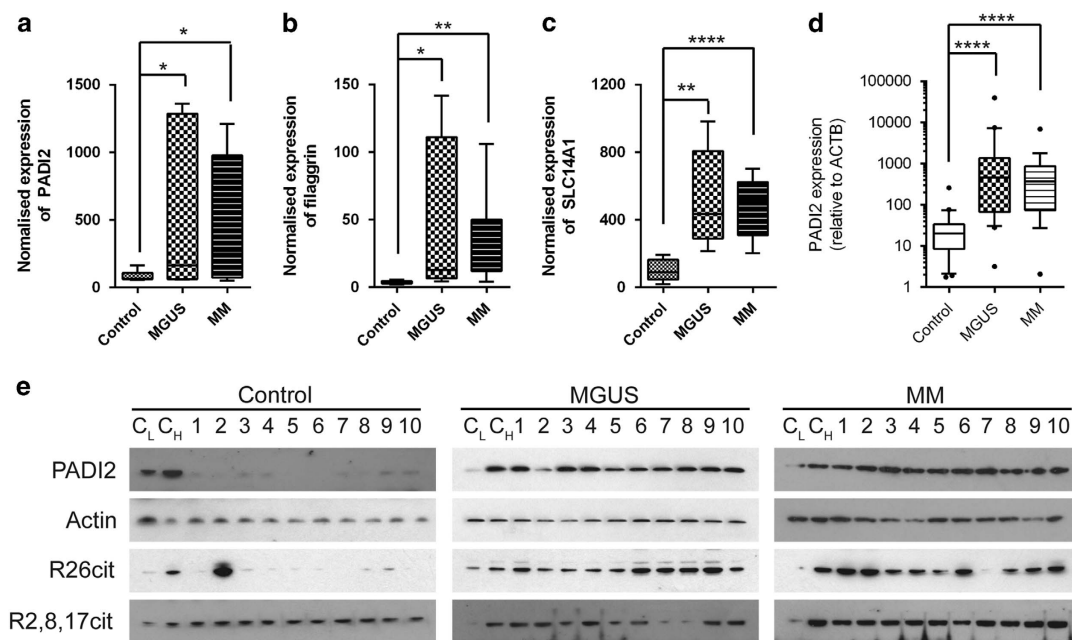 a
Normalised expression
of PADI2
* 
*
1500
1000
500
0
Control
MGUS
MM
b
Normalised expression
of filaggrin
**
*
150
100
50
0
Control
MGUS
MM
c
Normalised expression
of SLC14A1
****
**
1200
800
400
0
Control
MGUS
MM
d
PADI2 expression
(relative to ACTB)
****
****
100000
10000
1000
100
10
1
Control
MGUS
MM
e
Control
MGUS
MM
CL CH 1 2 3 4 5 6 7 8 9 10
CL CH 1 2 3 4 5 6 7 8 9 10
CL CH 1 2 3 4 5 6 7 8 9 10
PADI2
Actin
R26cit
R2,8,17cit